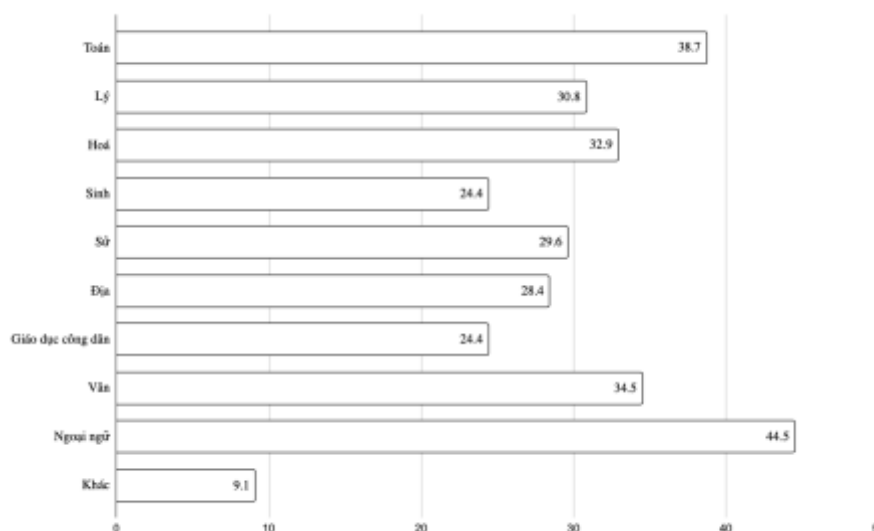 Toán 38.7
Lý 30.8
Hoá 32.9
Sinh 24.4
Sử 29.6
Địa 28.4
Giáo dục công dân 24.4
Văn 34.5
Ngoại ngữ 44.5
Khác 9.1
0 10 20 30 40